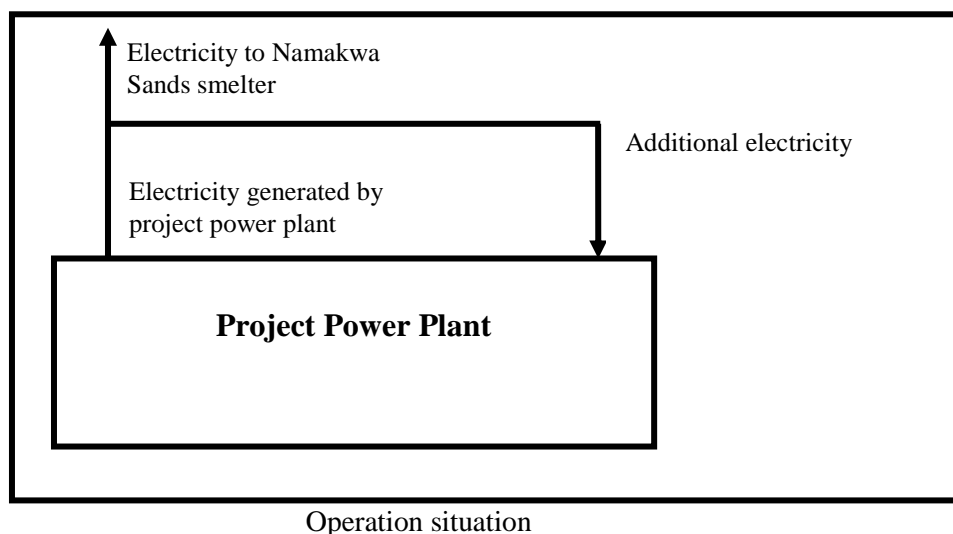 Electricity to Namakwa
Sands smelter
Additional electricity
Electricity generated by
project power plant
Project Power Plant
Operation situation